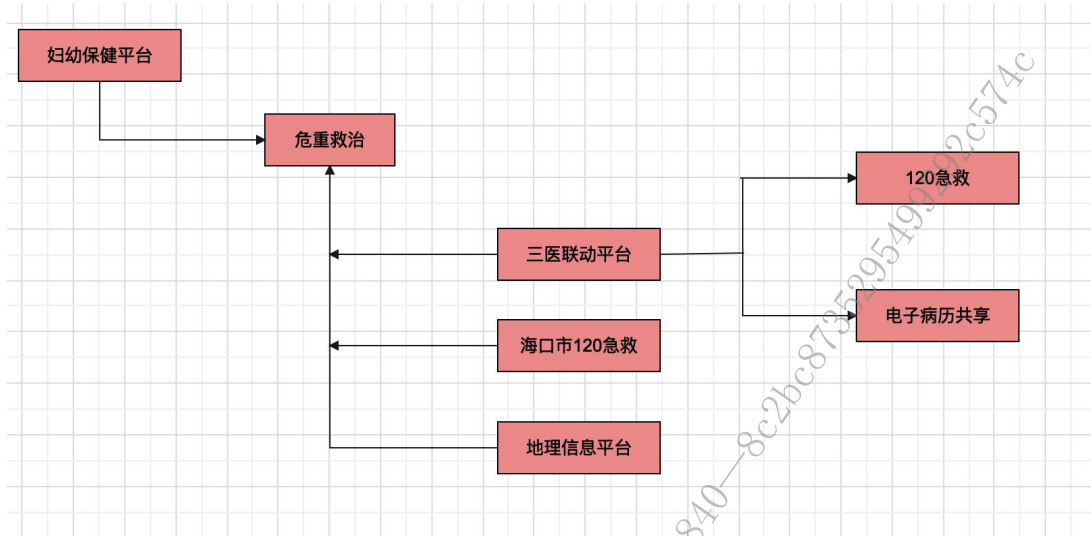 妇幼保健平台
危重救治
120急救
三医联动平台
电子病历共享
海口市120急救
地理信息平台
840—8c2bc8735295499292c574c